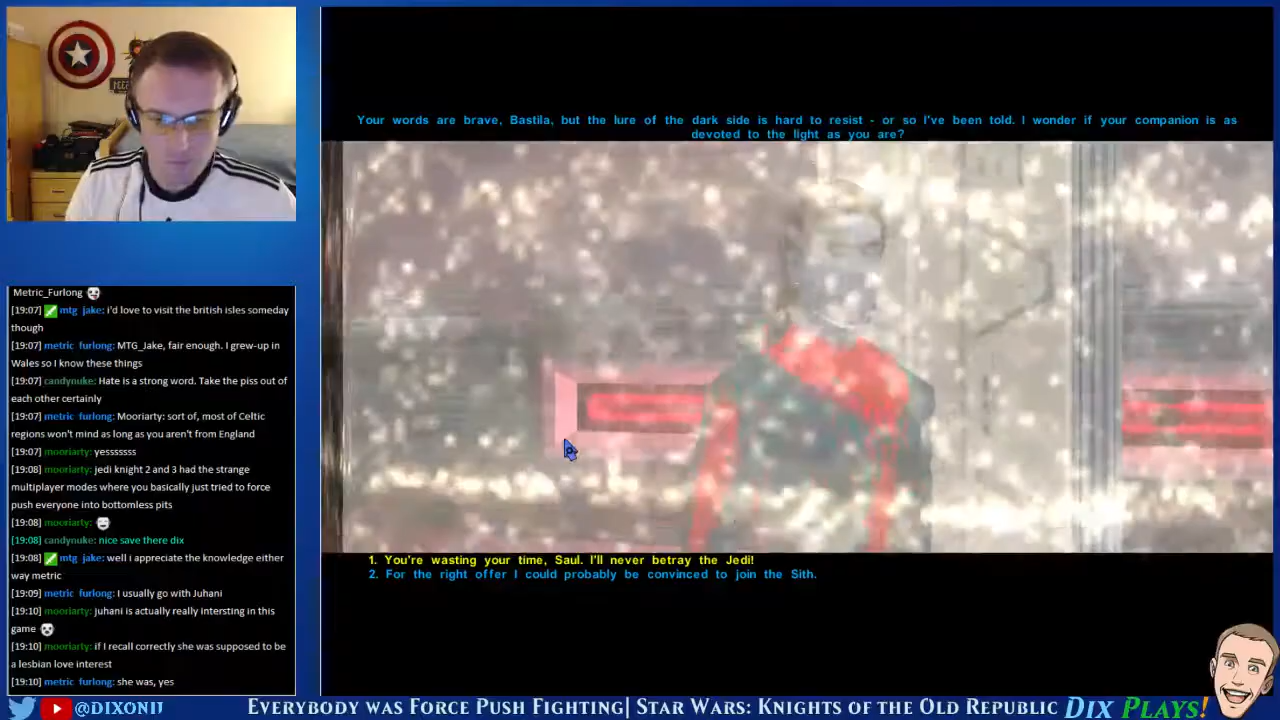 Your words are brave, Bastila, but the lure of the dark side is hard to resist - or so I've been told. I wonder if your companion is as
devoted to the light as you are?
1. You're wasting your time, Saul. I'll never betray the Jedi!
2. For the right offer I could probably be convinced to join the Sith.
Metric_Furlong
[19:07] mtg_jake: i'd love to visit the british isles someday
though
[19:07] metric_furlong: MTG_Jake, fair enough. I grew-up in
Wales so I know these things
[19:07] candynuke: Hate is a strong word. Take the piss out of
each other certainly
[19:07] metric_furlong: Mooriarty: sort of, most of Celtic
regions won't mind as long as you aren't from England
[19:07] mooriarty: yesssssss
[19:08] mooriarty: jedi knight 2 and 3 had the strange
multiplayer modes where you basically just tried to force
push everyone into bottomless pits
[19:08] mooriarty:
[19:08] candynuke: nice save there dix
[19:08] mtg_jake: well i appreciate the knowledge either
way metric
[19:09] metric_furlong: I usually go with Juhani
[19:10] mooriarty: juhani is actually really intersting in this
game
[19:10] mooriarty: if I recall correctly she was supposed to be
a lesbian love interest
[19:10] metric_furlong: she was, yes
@DIXONIJ EVERYBODY WAS FORCE PUSH FIGHTING| STAR WARS: KNIGHTS OF THE OLD REPUBLIC DIX PLAYS!